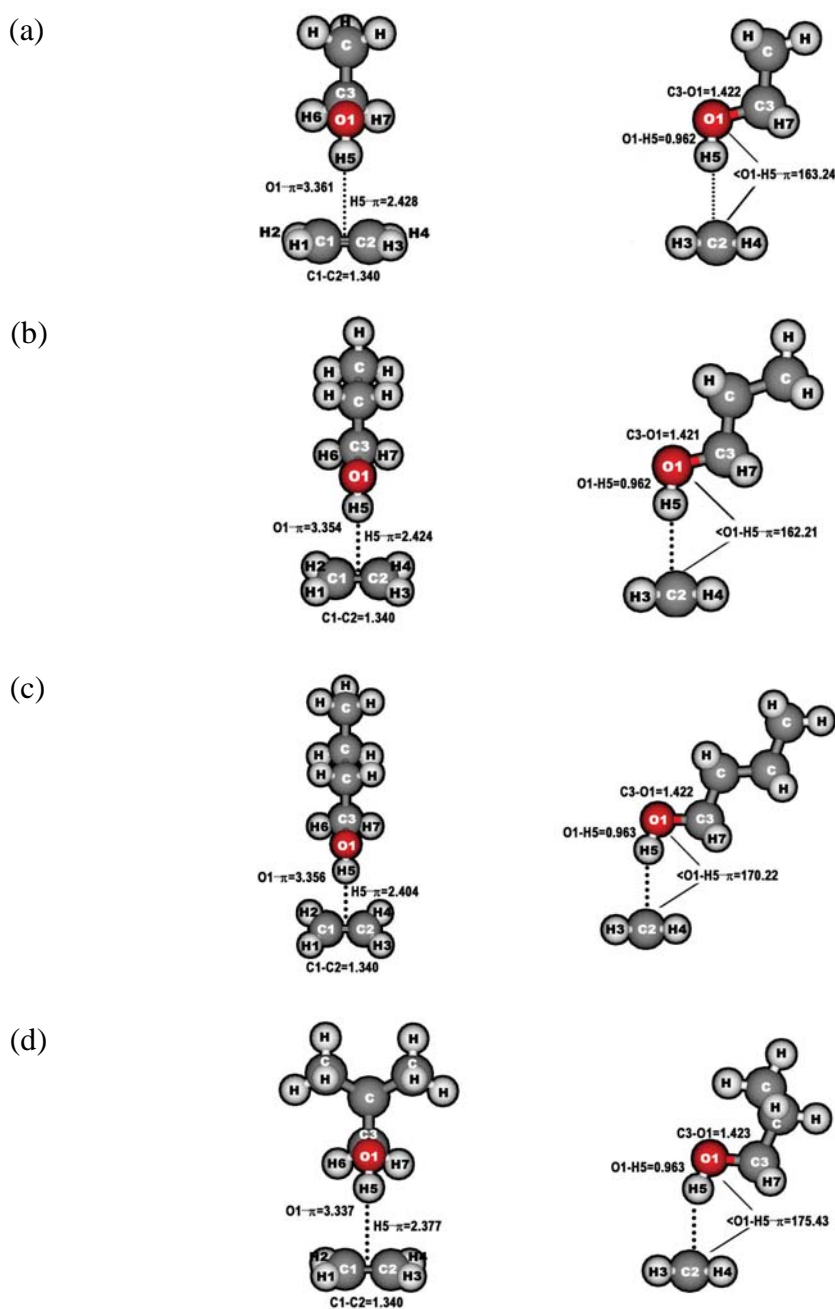 (a)
H H H
C
C3
H6 O1 H7
H5
O1┈π=3.361
H5┈π=2.428
H2 H4
H1 C1 C2 H3
C1-C2=1.340
H C H
C3-O1=1.422
O1 C3 H7
O1-H5=0.962
H5
<O1-H5┈π=163.24
H3 C2 H4
(b)
H
H C H
H C H
C3
H6 O1 H7
H5
O1┈π=3.354
H5┈π=2.424
H2 H4
C1 C2
H1 H3
C1-C2=1.340
H
H C C H
C3-O1=1.421
O1 C3 H7
O1-H5=0.962
H5
<O1-H5┈π=162.21
H3 C2 H4
(c)
H
H C H
H C H
H C H
H6 C3 H7
O1
H5
O1┈π=3.356
H5┈π=2.404
H2 H4
C1 C2
H1 H3
C1-C2=1.340
H C H
H C C H
C3-O1=1.422
O1 C3 H7
O1-H5=0.963
H5
<O1-H5┈π=170.22
H3 C2 H4
(d)
H H
C C
H H H H
C
C3
H6 O1 H7
H5
O1┈π=3.337
H5┈π=2.377
H2 H4
H1 C1 C2 H3
C1-C2=1.340
H
H C
H C H
C3-O1=1.423
O1 C3 H7
O1-H5=0.963
H5
<O1-H5┈π=175.43
H3 C2 H4